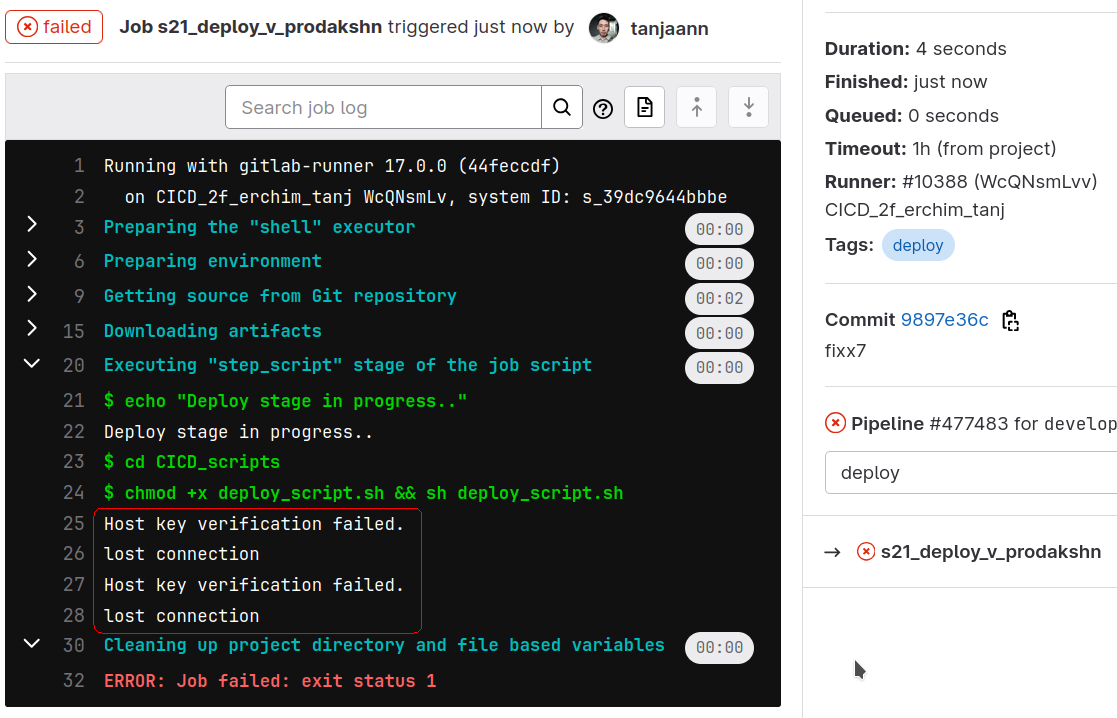 failed Job s21_deploy_v_prodakshn triggered just now by tanjaann
Search job log
1 Running with gitlab-runner 17.0.0 (44feccdf)
2 on CICD_2f_erchim_tanj WcQNsmLv, system ID: s_39dc9644bbbe
3 Preparing the "shell" executor 00:00
6 Preparing environment 00:00
9 Getting source from Git repository 00:02
15 Downloading artifacts 00:00
20 Executing "step_script" stage of the job script 00:00
21 $ echo "Deploy stage in progress.."
22 Deploy stage in progress..
23 $ cd CICD_scripts
24 $ chmod +x deploy_script.sh && sh deploy_script.sh
25 Host key verification failed.
26 lost connection
27 Host key verification failed.
28 lost connection
30 Cleaning up project directory and file based variables 00:00
32 ERROR: Job failed: exit status 1
Duration: 4 seconds
Finished: just now
Queued: 0 seconds
Timeout: 1h (from project)
Runner: #10388 (WcQNsmLvv)
CICD_2f_erchim_tanj
Tags: deploy
Commit 9897e36c
fixx7
Pipeline #477483 for develop
deploy
→ s21_deploy_v_prodakshn